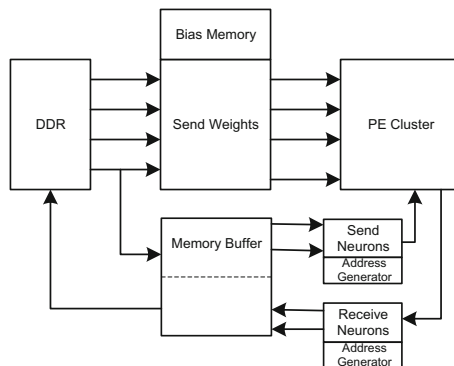 Bias Memory
DDR
Send Weights
PE Cluster
Memory Buffer
Send
Neurons
Address
Generator
Receive
Neurons
Address
Generator